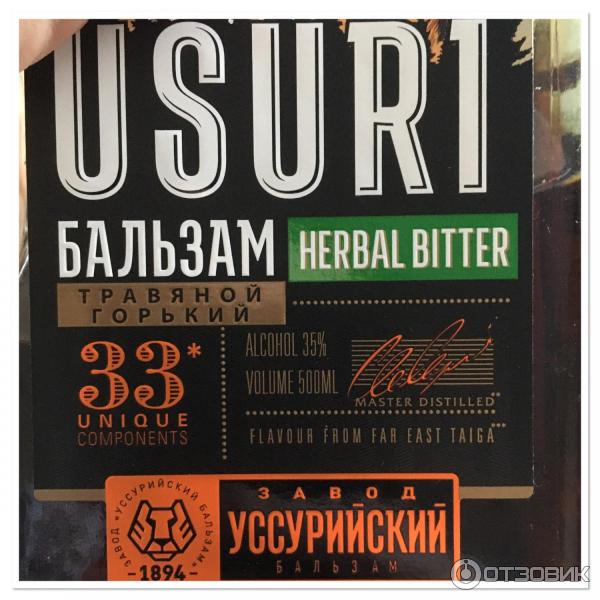 USURI
БАЛЬЗАМ
HERBAL BITTER
ТРАВЯНОЙ
ГОРЬКИЙ
33*
UNIQUE
COMPONENTS
ALCOHOL 35%
VOLUME 500ML
MASTER DISTILLED**
FLAVOUR FROM FAR EAST TAIGA***
ЗАВОД "УССУРИЙСКИЙ БАЛЬЗАМ"
-1894-
ЗАВОД
УССУРИЙСКИЙ
БАЛЬЗАМ
ОТЗОВИК